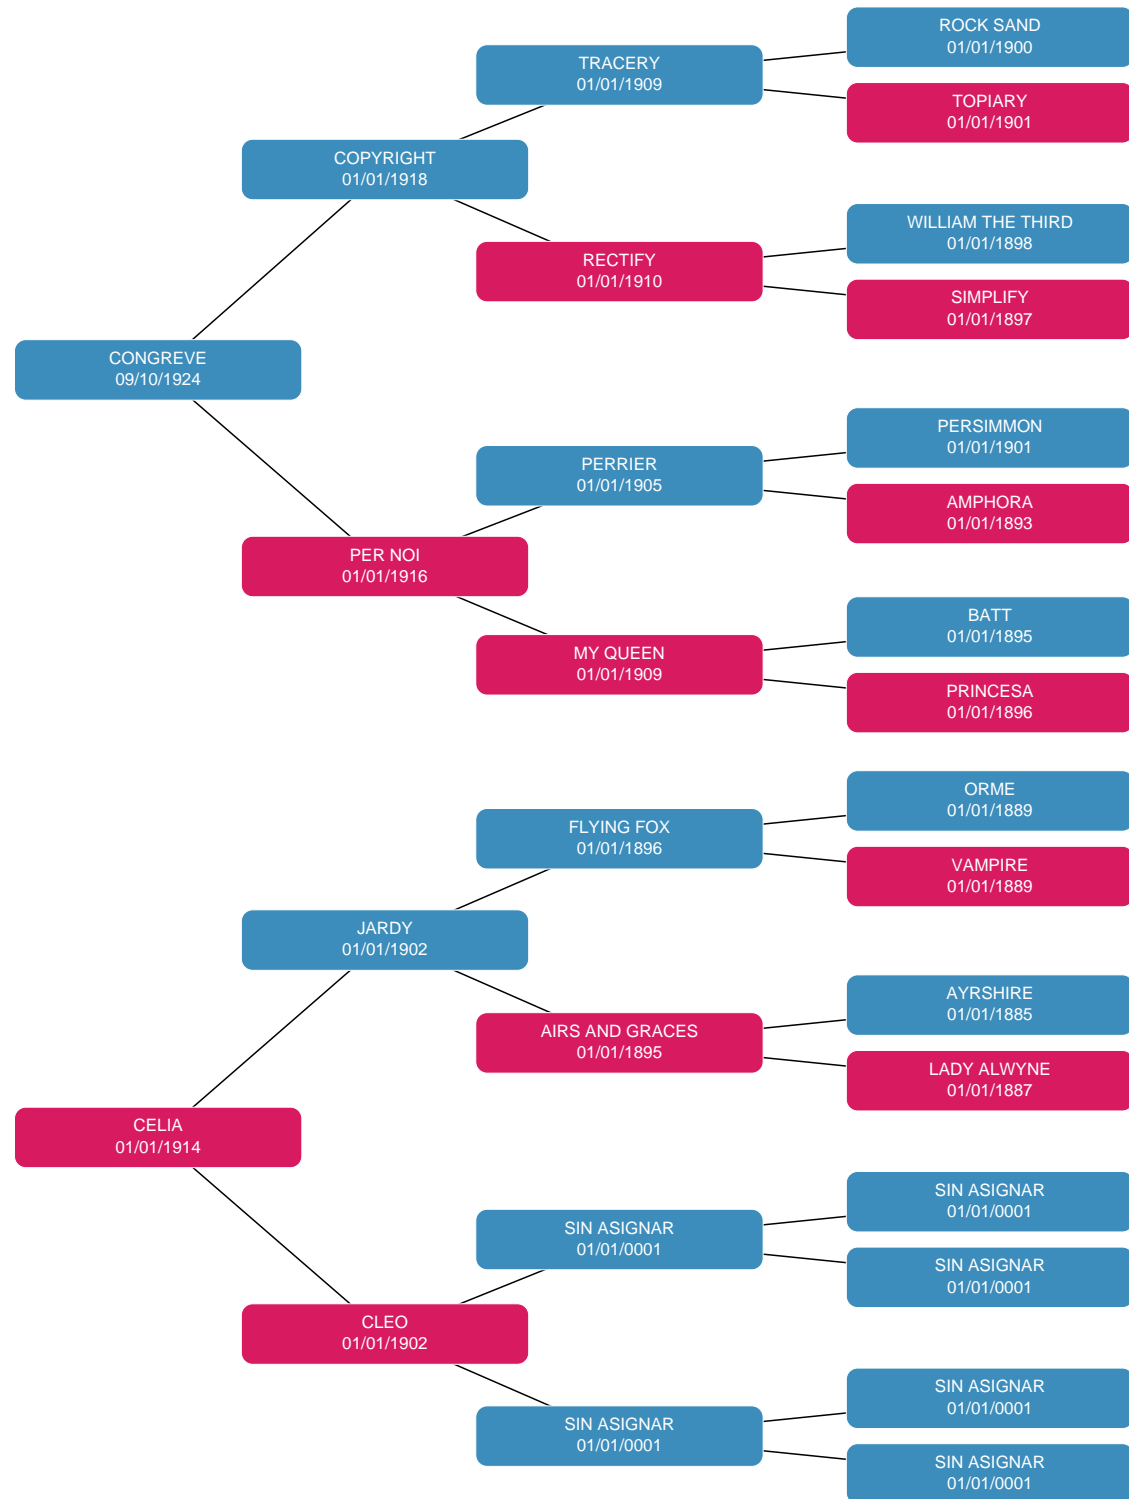 ROCK SAND
01/01/1900
TRACERY
01/01/1909
TOPIARY
01/01/1901
COPYRIGHT
01/01/1918
WILLIAM THE THIRD
01/01/1898
RECTIFY
01/01/1910
SIMPLIFY
01/01/1897
CONGREVE
09/10/1924
PERSIMMON
01/01/1901
PERRIER
01/01/1905
AMPHORA
01/01/1893
PER NOI
01/01/1916
BATT
01/01/1895
MY QUEEN
01/01/1909
PRINCESA
01/01/1896
ORME
01/01/1889
FLYING FOX
01/01/1896
VAMPIRE
01/01/1889
JARDY
01/01/1902
AYRSHIRE
01/01/1885
AIRS AND GRACES
01/01/1895
LADY ALWYNE
01/01/1887
CELIA
01/01/1914
SIN ASIGNAR
01/01/0001
SIN ASIGNAR
01/01/0001
SIN ASIGNAR
01/01/0001
CLEO
01/01/1902
SIN ASIGNAR
01/01/0001
SIN ASIGNAR
01/01/0001
SIN ASIGNAR
01/01/0001